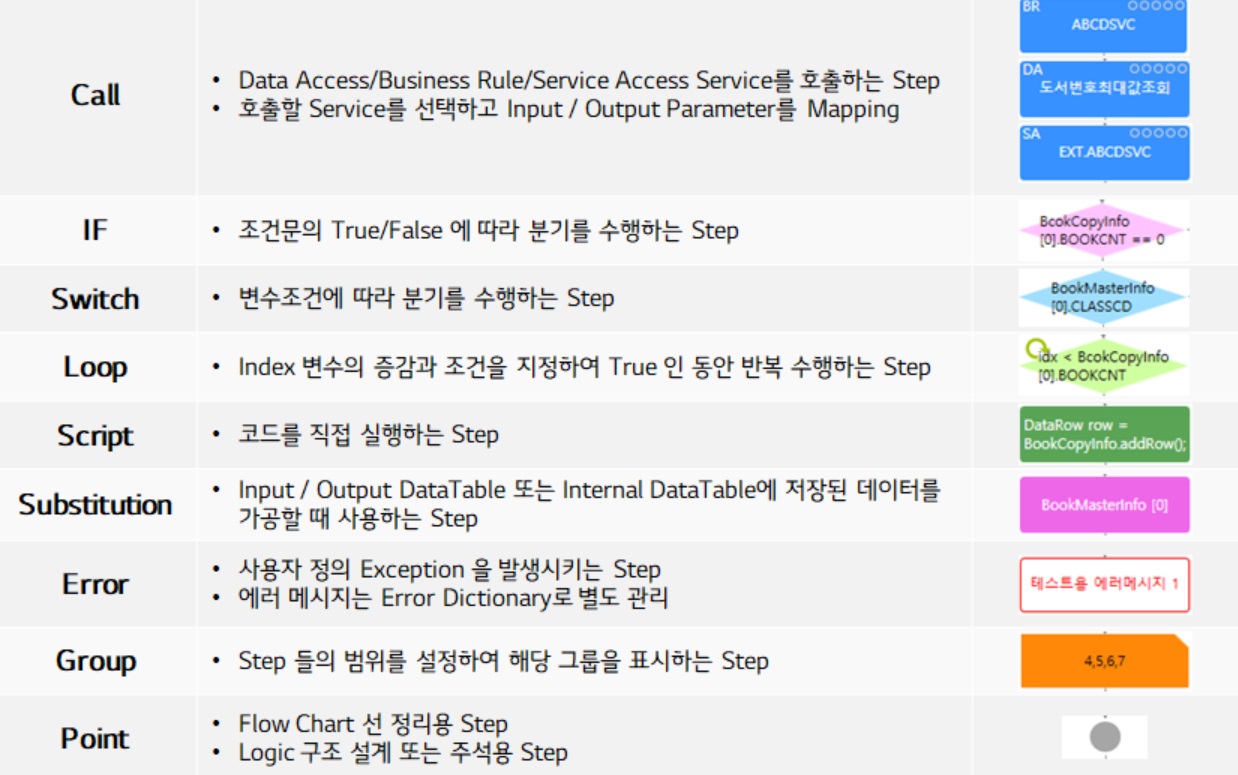 Call
• Data Access/Business Rule/Service Access Service를 호출하는 Step
• 호출할 Service를 선택하고 Input / Output Parameter를 Mapping
BR
ABCDSVC
DA
도서번호최대값조회
SA
EXT.ABCDSVC
IF
• 조건문의 True/False 에 따라 분기를 수행하는 Step
BookCopyInfo
[0].BOOKCNT == 0
Switch
• 변수조건에 따라 분기를 수행하는 Step
BookMasterInfo
[0].CLASSCD
Loop
• Index 변수의 증감과 조건을 지정하여 True 인 동안 반복 수행하는 Step
idx < BookCopyInfo
[0].BOOKCNT
Script
• 코드를 직접 실행하는 Step
DataRow row =
BookCopyInfo.addRow();
Substitution
• Input / Output DataTable 또는 Internal DataTable에 저장된 데이터를
가공할 때 사용하는 Step
BookMasterInfo [0]
Error
• 사용자 정의 Exception 을 발생시키는 Step
• 에러 메시지는 Error Dictionary로 별도 관리
테스트용 에러메시지 1
Group
• Step 들의 범위를 설정하여 해당 그룹을 표시하는 Step
4,5,6,7
Point
• Flow Chart 선 정리용 Step
• Logic 구조 설계 또는 주석용 Step